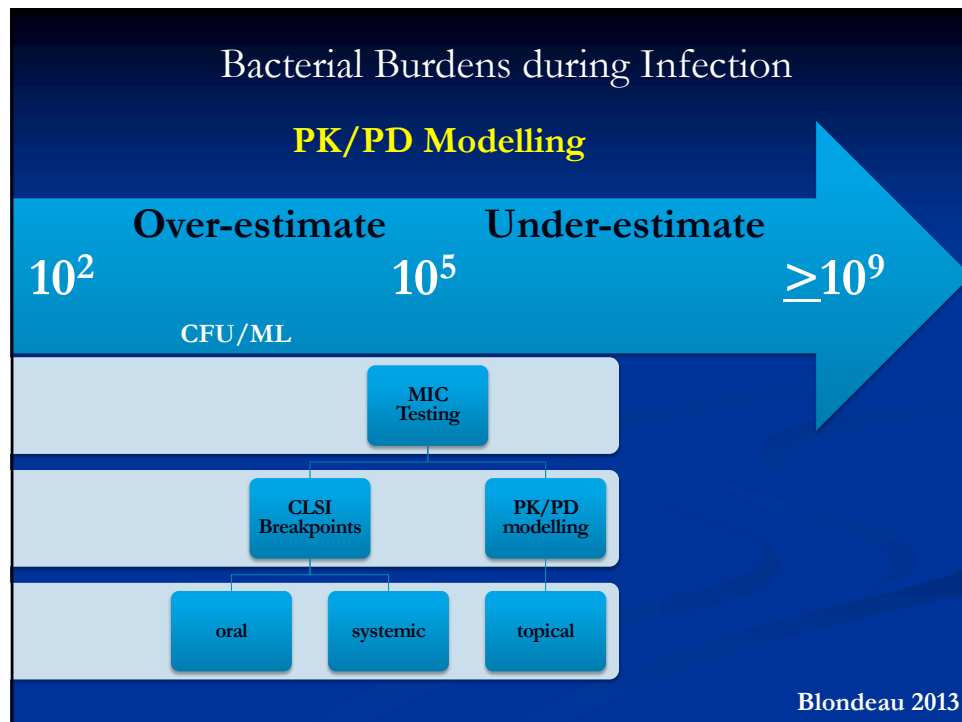 Bacterial Burdens during Infection
PK/PD Modelling
Over-estimate Under-estimate
10² 10⁵ ≥10⁹
CFU/ML
MIC
Testing
CLSI
Breakpoints
PK/PD
modelling
oral systemic topical
Blondeau 2013